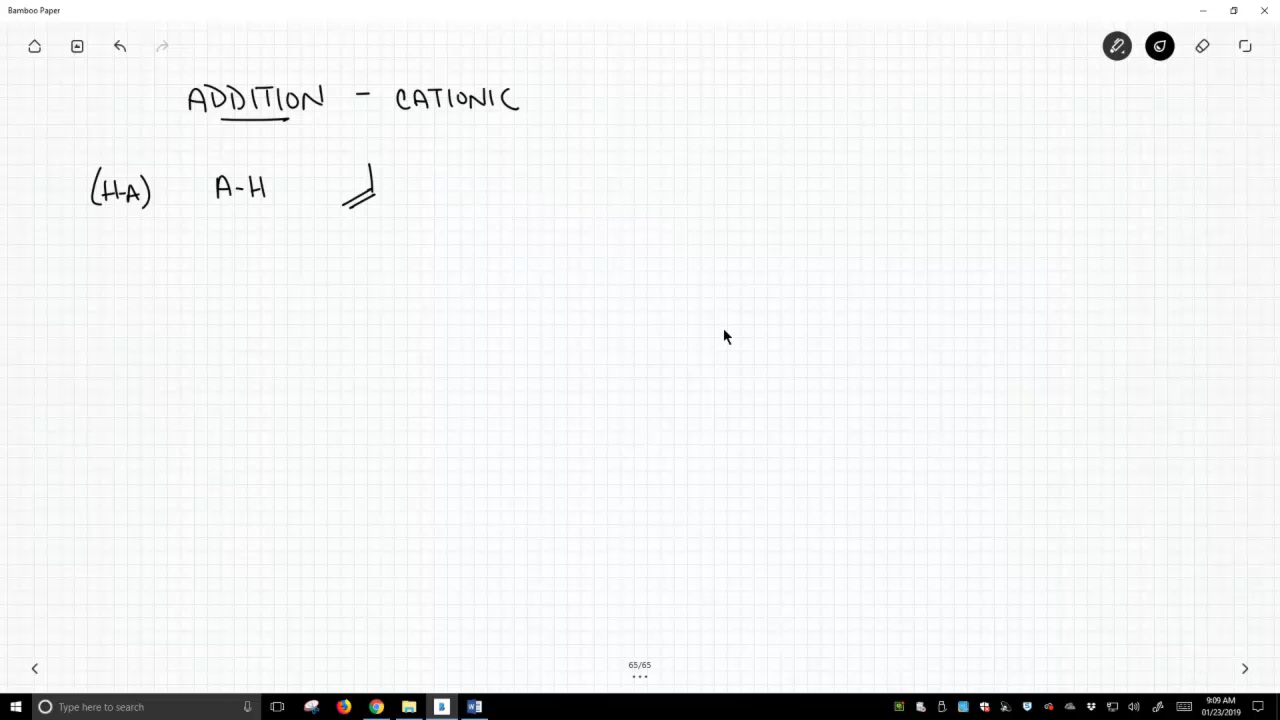 Bamboo Paper
ADDITION - CATIONIC
(H-A) A-H
65/65
Type here to search
9:09 AM
01/23/2019